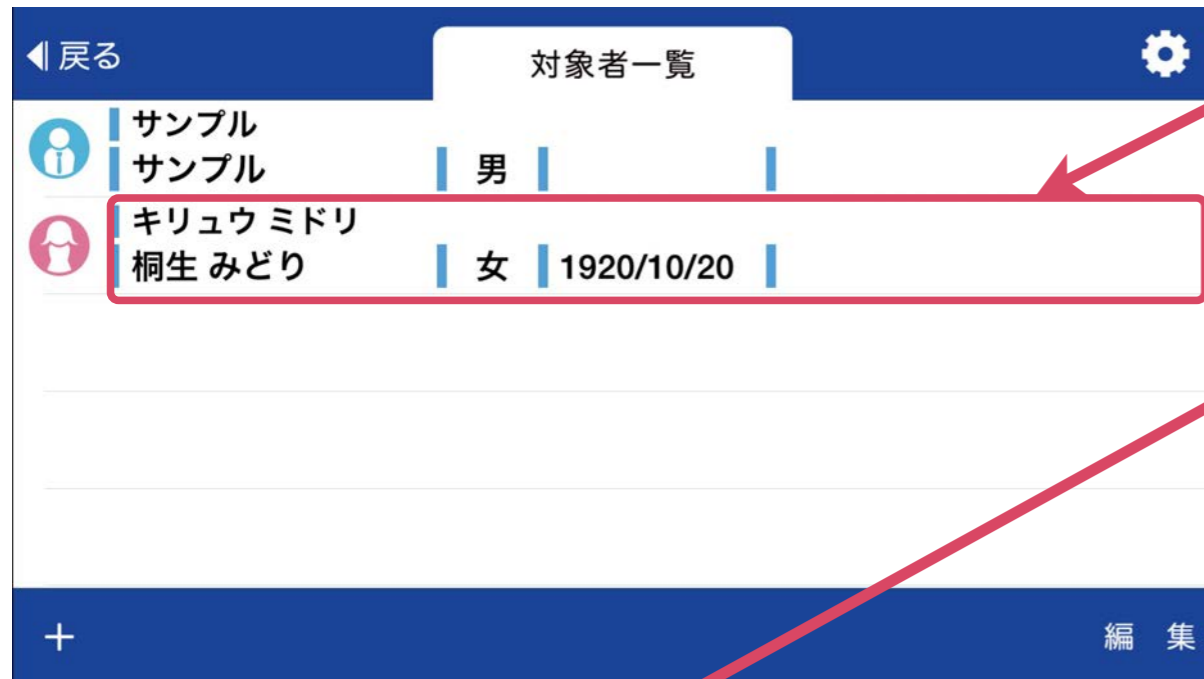 戻る
対象者一覧
サンプル
サンプル 男
キリュウ ミドリ
桐生 みどり 女 1920/10/20
+
編 集